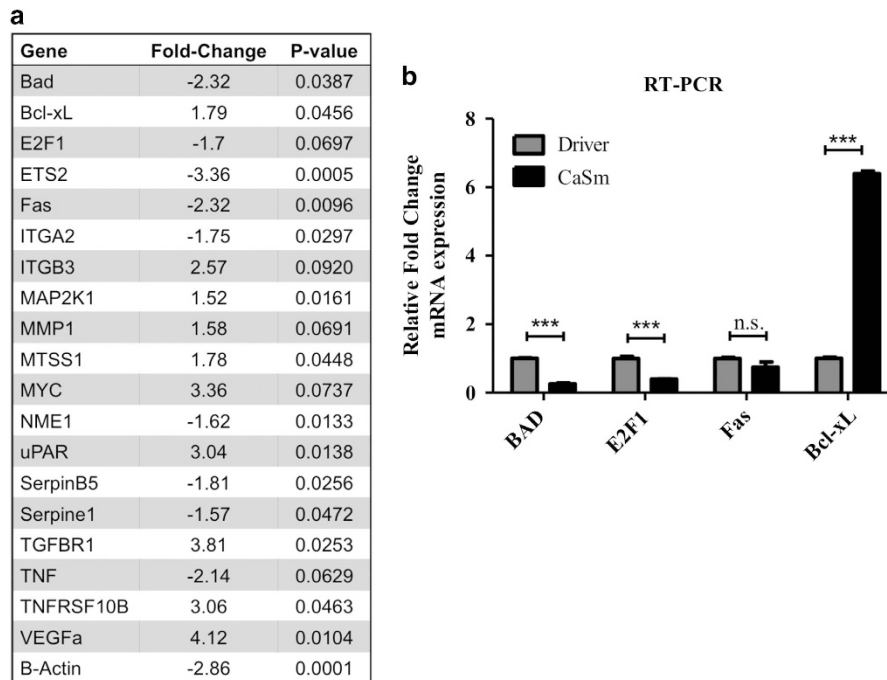 a
Gene Fold-Change P-value
Bad -2.32 0.0387
Bcl-xL 1.79 0.0456
E2F1 -1.7 0.0697
ETS2 -3.36 0.0005
Fas -2.32 0.0096
ITGA2 -1.75 0.0297
ITGB3 2.57 0.0920
MAP2K1 1.52 0.0161
MMP1 1.58 0.0691
MTSS1 1.78 0.0448
MYC 3.36 0.0737
NME1 -1.62 0.0133
uPAR 3.04 0.0138
SerpinB5 -1.81 0.0256
Serpine1 -1.57 0.0472
TGFBR1 3.81 0.0253
TNF -2.14 0.0629
TNFRSF10B 3.06 0.0463
VEGFa 4.12 0.0104
B-Actin -2.86 0.0001
b
RT-PCR
Relative Fold Change
mRNA expression
8
6
4
2
0
Driver
CaSm
***
***
n.s.
***
BAD
E2F1
Fas
Bcl-xL